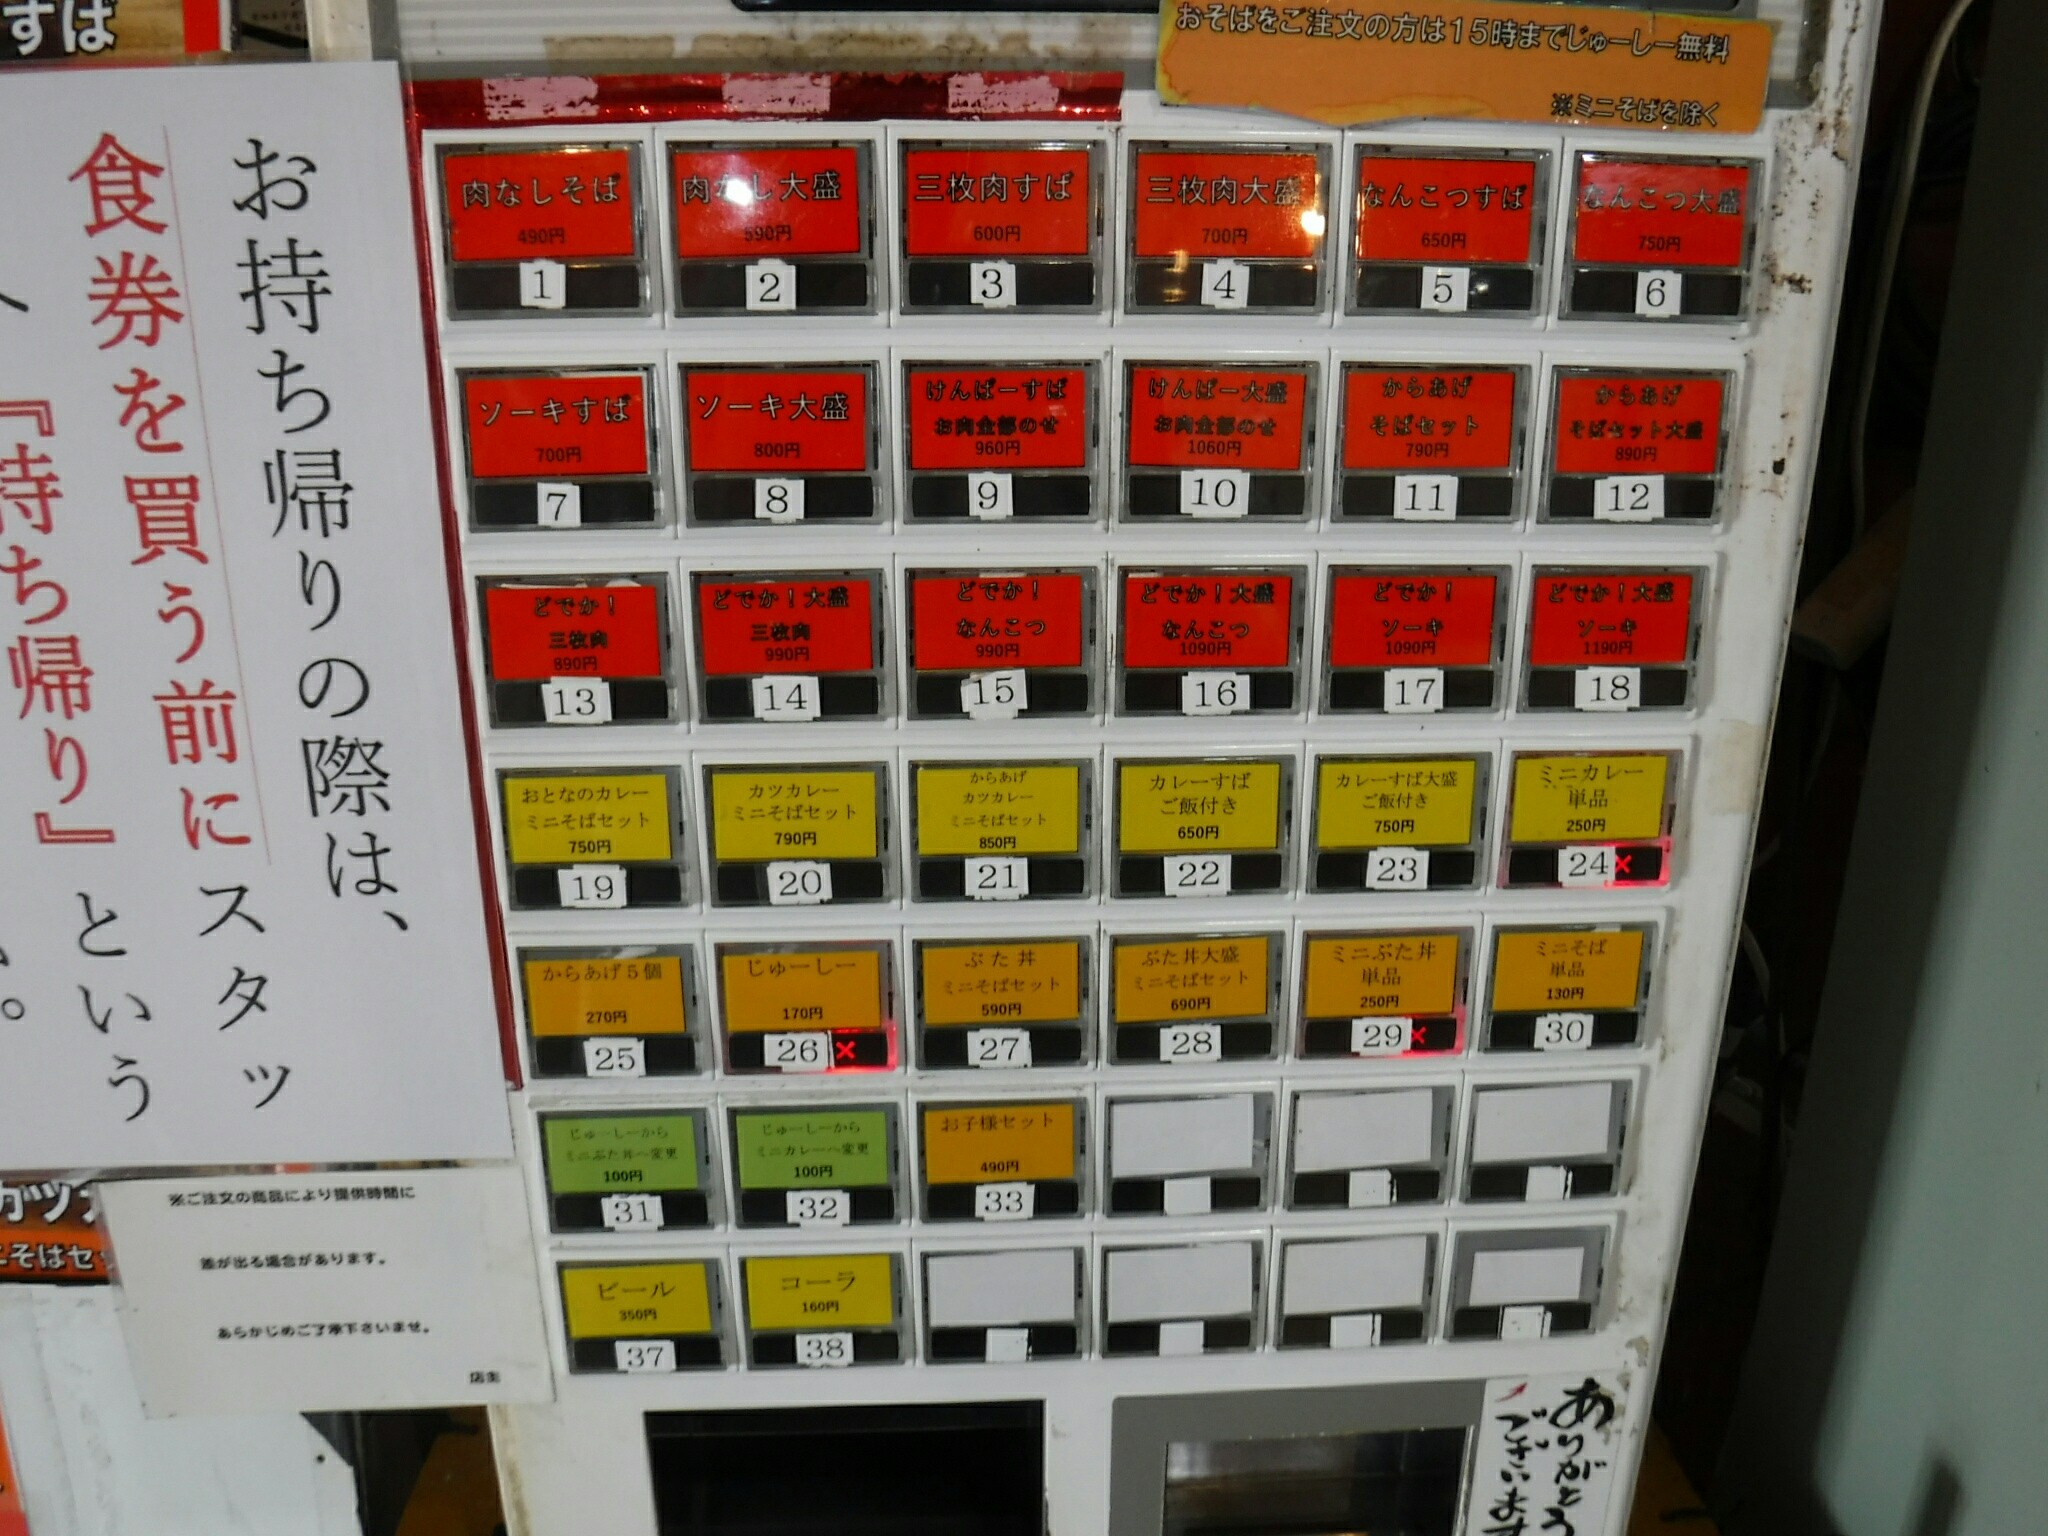 すば
おそばをご注文の方は15時までじゅーしー無料
※ミニそばを除く
お持ち帰りの際は、
食券を買う前にスタッ
『持ち帰り』という
肉なしそば
490円
1
肉なし大盛
590円
2
三枚肉すば
600円
3
三枚肉大盛
700円
4
なんこつすば
650円
5
なんこつ大盛
750円
6
ソーキすば
700円
7
ソーキ大盛
800円
8
けんぱーすば
お肉全部のせ
960円
9
けんぱー大盛
お肉全部のせ
1060円
10
からあげ
そばセット
790円
11
からあげ
そばセット大盛
890円
12
どでか！
三枚肉
890円
13
どでか！大盛
三枚肉
990円
14
どでか！
なんこつ
990円
15
どでか！大盛
なんこつ
1090円
16
どでか！
ソーキ
1090円
17
どでか！大盛
ソーキ
1190円
18
おとなのカレー
ミニそばセット
750円
19
カツカレー
ミニそばセット
790円
20
からあげ
カツカレー
ミニそばセット
850円
21
カレーすば
ご飯付き
650円
22
カレーすば大盛
ご飯付き
750円
23
ミニカレー
単品
250円
24×
からあげ5個
270円
25
じゅーしー
170円
26×
ぶた丼
ミニそばセット
590円
27
ぶた丼大盛
ミニそばセット
690円
28
ミニぶた丼
単品
250円
29×
ミニそば
単品
130円
30
じゅーしーから
ミニぶた丼へ変更
100円
31
じゅーしーから
ミニカレーへ変更
100円
32
お子様セット
490円
33
ビール
350円
37
コーラ
160円
38
※ご注文の商品により提供時間に
差が出る場合があります。
あらかじめご了承下さいませ。
店主
ありがとう
ございます